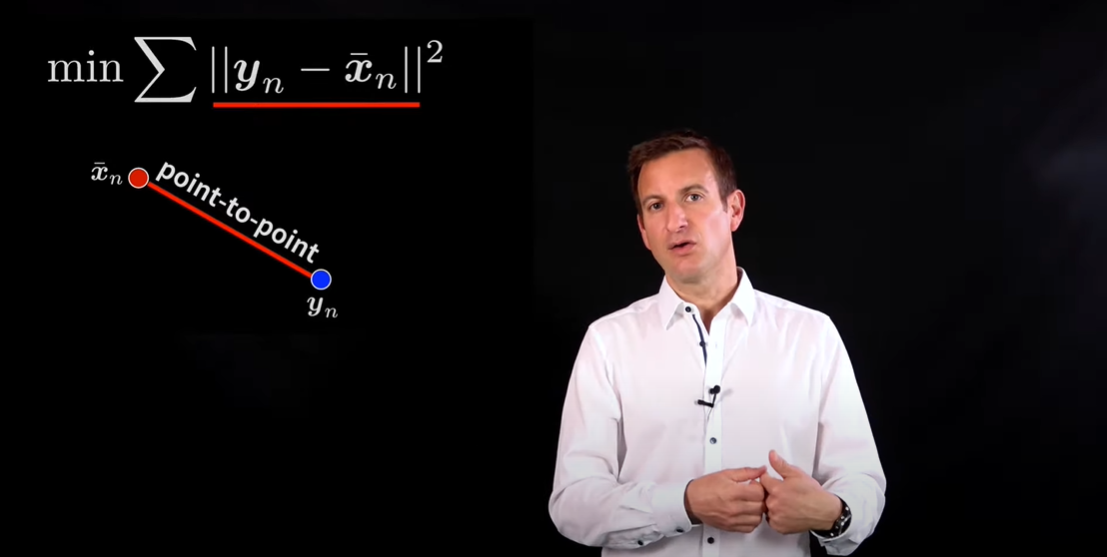 min ∑ ||yₙ − x̄ₙ||²
x̄ₙ
point-to-point
yₙ